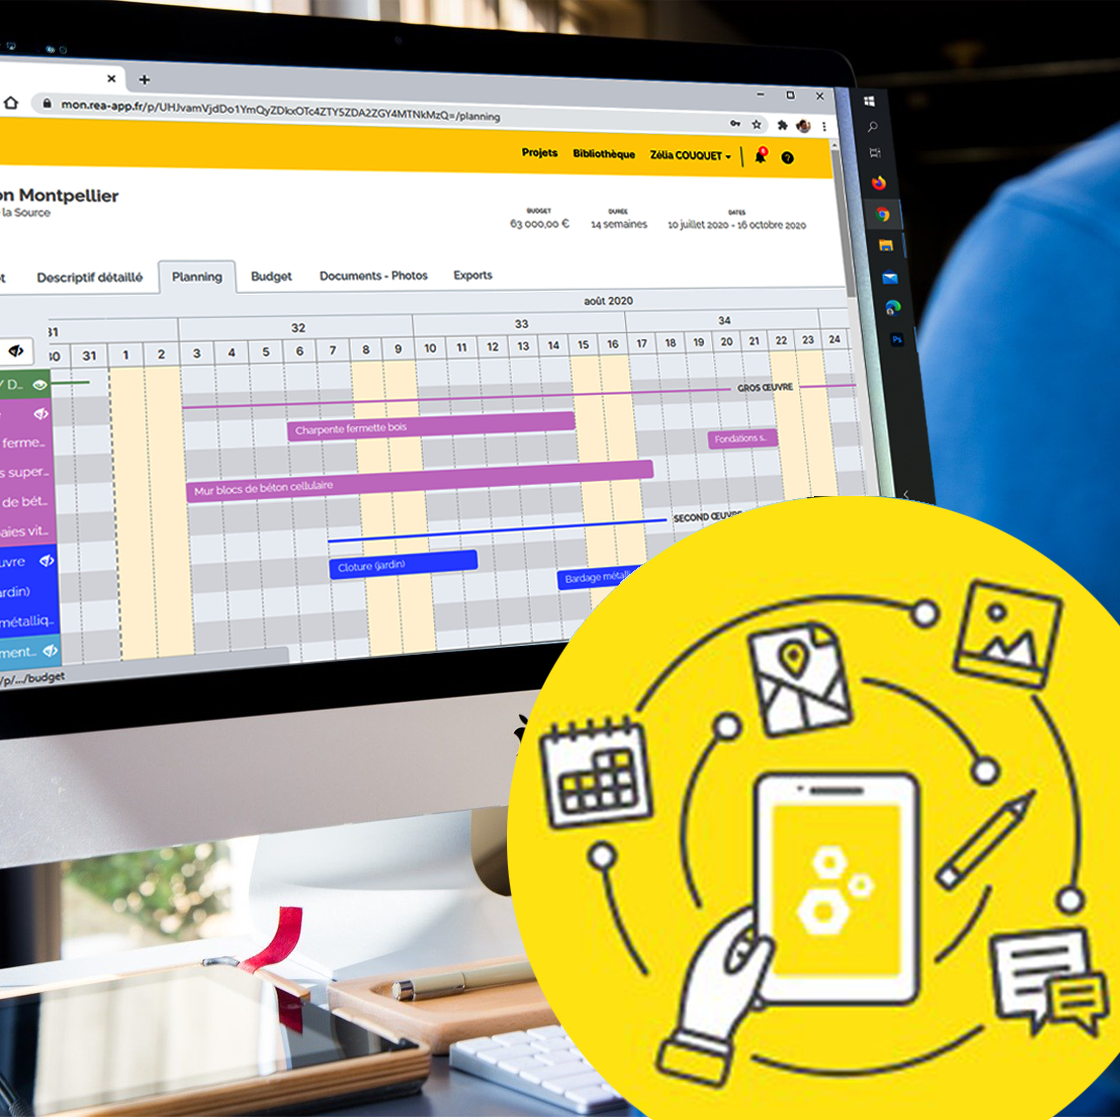 mon.rea-app.fr/p/UHJvamVjdDo1YmQyZDkxOTc4ZTY5ZDA2ZGY4MTNkMzQ=/planning
Projets Bibliothèque Zélia COUQUET
on Montpellier
la Source
BUDGET DURÉE DATES
63 000,00 € 14 semaines 10 juillet 2020 - 16 octobre 2020
Descriptif détaillé Planning Budget Documents - Photos Exports
août 2020
31 32 33 34
30 31 1 2 3 4 5 6 7 8 9 10 11 12 13 14 15 16 17 18 19 20 21 22 23 24
/ D...
GROS ŒUVRE
Charpente fermette bois
ferme...
Fondations s...
s super...
Mur blocs de béton cellulaire
de bét...
SECOND ŒUVRE
aies vit...
uvre
Cloture (jardin)
ardin)
Bardage métalli
métalliq...
ment...
/p/.../budget
Ps